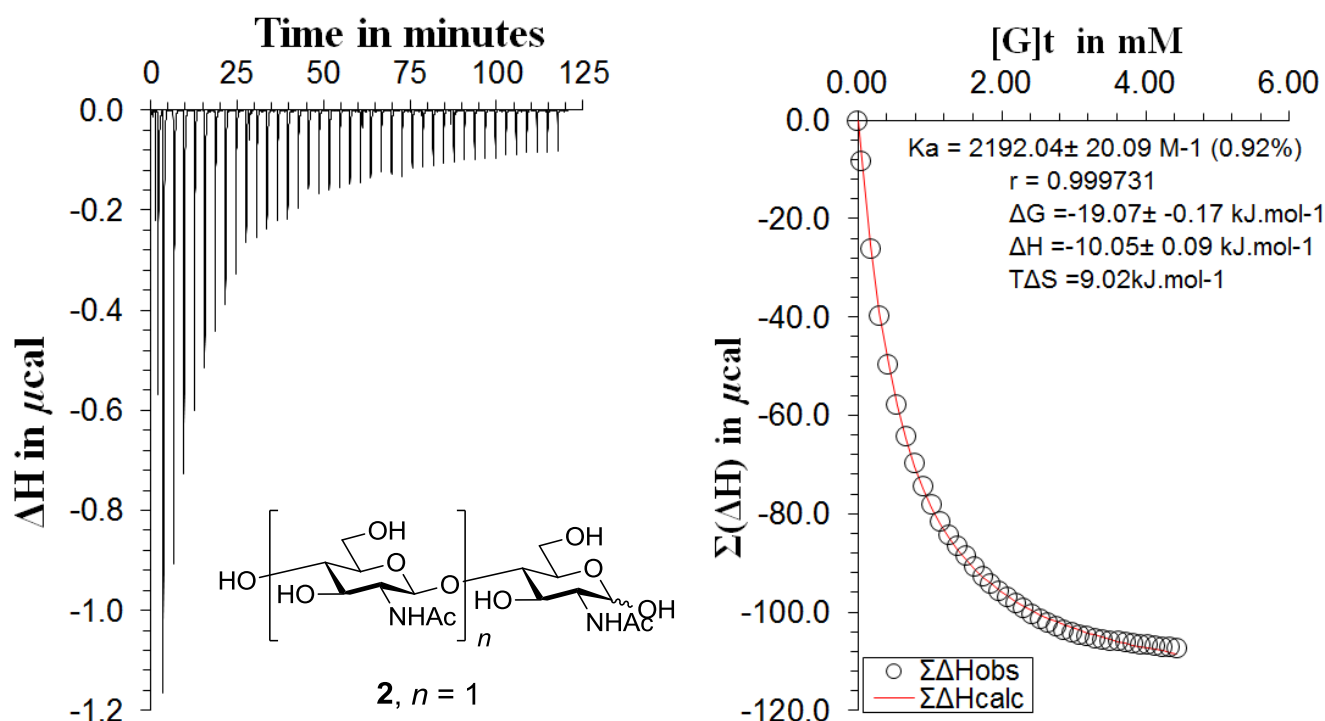 Time in minutes
0 25 50 75 100 125
0.0
-0.2
-0.4
-0.6
-0.8
-1.0
-1.2
ΔH in μcal
OH
O
HO
HO
NHAc
n
O
OH
O
HO
NHAc
OH
2, n = 1
[G]t in mM
0.00 2.00 4.00 6.00
0.0
-20.0
-40.0
-60.0
-80.0
-100.0
-120.0
Σ(ΔH) in μcal
Ka = 2192.04± 20.09 M-1 (0.92%)
r = 0.999731
ΔG =-19.07± -0.17 kJ.mol-1
ΔH =-10.05± 0.09 kJ.mol-1
TΔS =9.02kJ.mol-1
ΣΔHobs
ΣΔHcalc